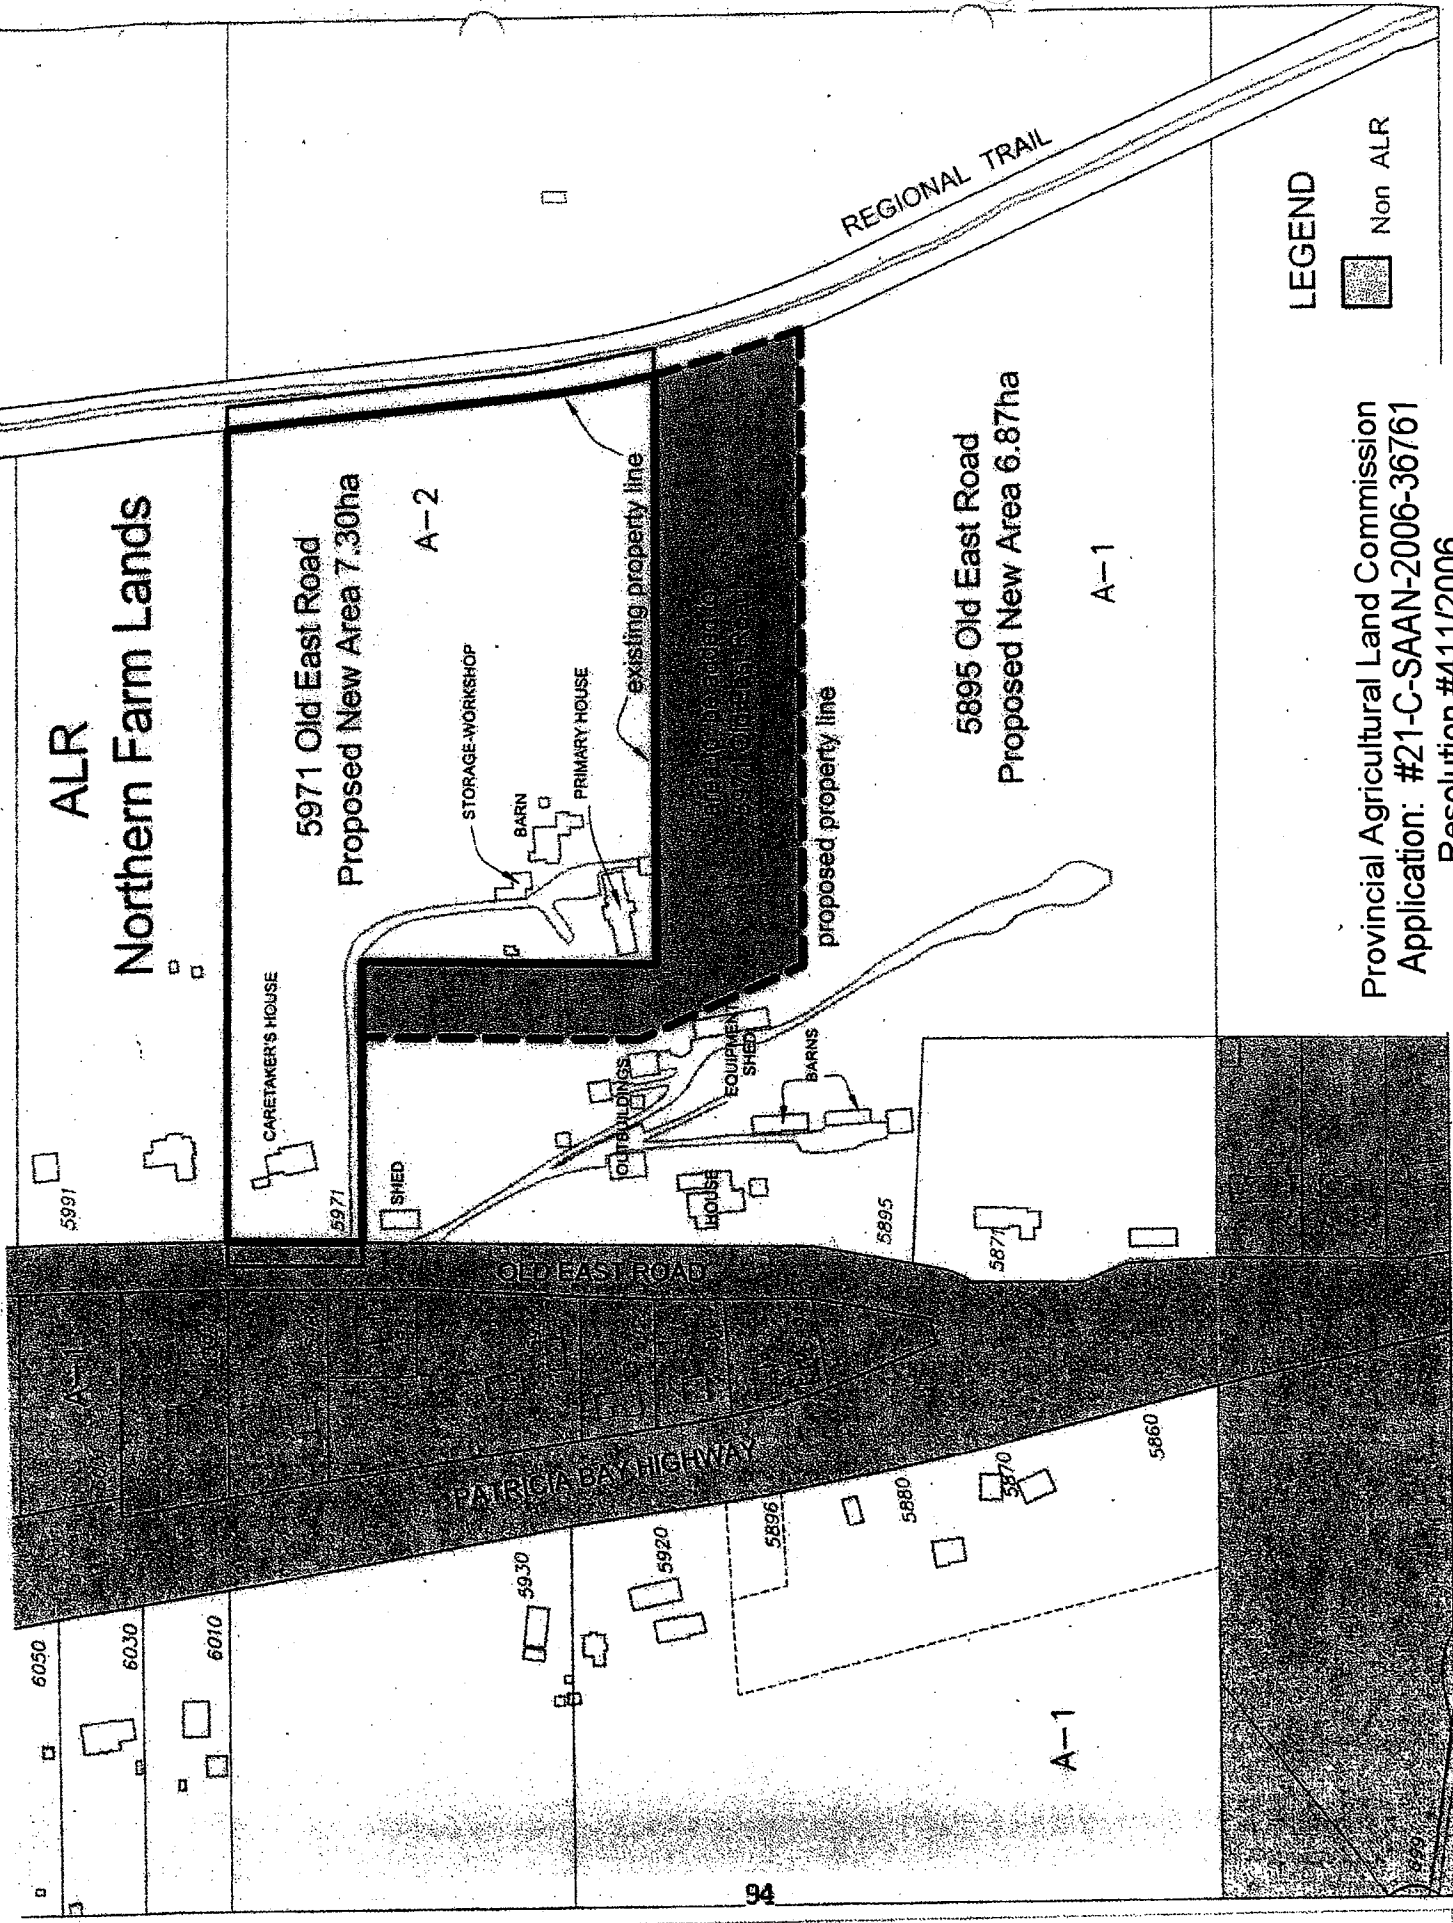 ALR
Northern Farm Lands
5991
5971 Old East Road
Proposed New Area 7.30ha
A-2
CARETAKER'S HOUSE
5971
STORAGE-WORKSHOP
BARN
PRIMARY HOUSE
existing property line
REGIONAL TRAIL
SHED
OUTBUILDINGS
EQUIPMENT
SHED
BARNS
HOUSE
proposed property line
5895 Old East Road
Proposed New Area 6.87ha
A-1
5895
5871
OLD EAST ROAD
A-1
PATRICIA BAY HIGHWAY
6050
6030
6010
5930
5920
5896
5880
5870
5860
A-1
94
LEGEND
Non ALR
Provincial Agricultural Land Commission
Application: #21-C-SAAN-2006-36761
Resolution #411/2006